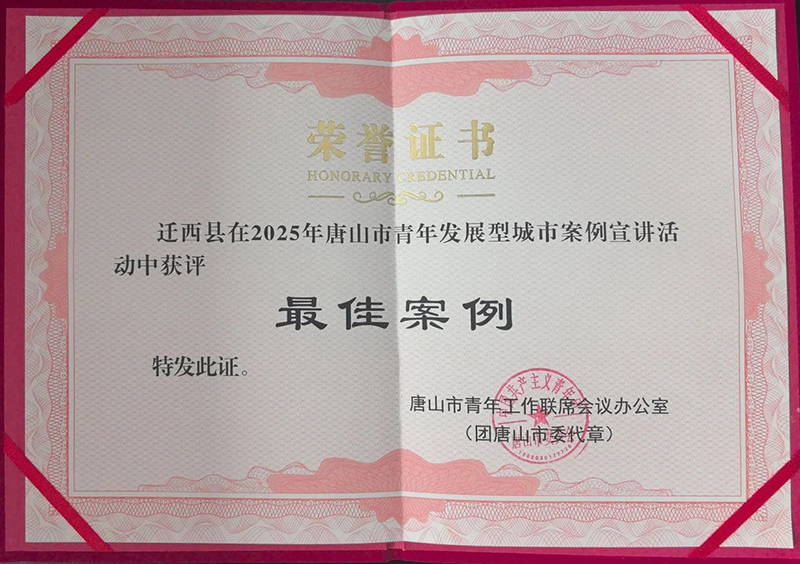 荣誉证书
HONORARY CREDENTIAL
迁西县在2025年唐山市青年发展型城市案例宣讲活
动中获评
最佳案例
特发此证。
唐山市青年工作联席会议办公室
（团唐山市委代章）